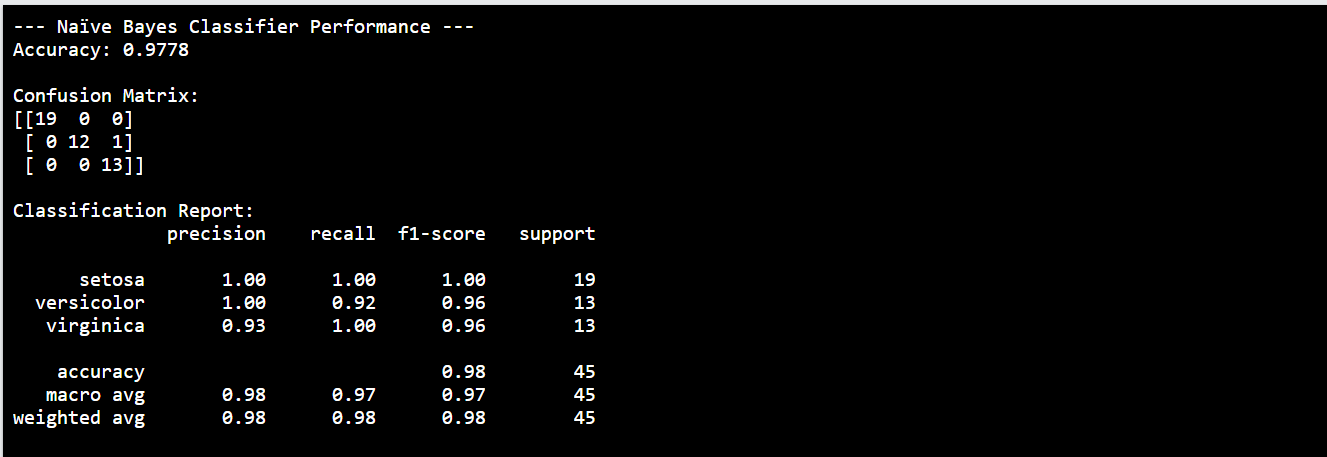 --- Naïve Bayes Classifier Performance ---
Accuracy: 0.9778
Confusion Matrix:
[[19  0  0]
 [ 0 12  1]
 [ 0  0 13]]
Classification Report:
              precision    recall  f1-score   support
      setosa       1.00      1.00      1.00        19
  versicolor       1.00      0.92      0.96        13
   virginica       0.93      1.00      0.96        13
    accuracy                           0.98        45
   macro avg       0.98      0.97      0.97        45
weighted avg       0.98      0.98      0.98        45